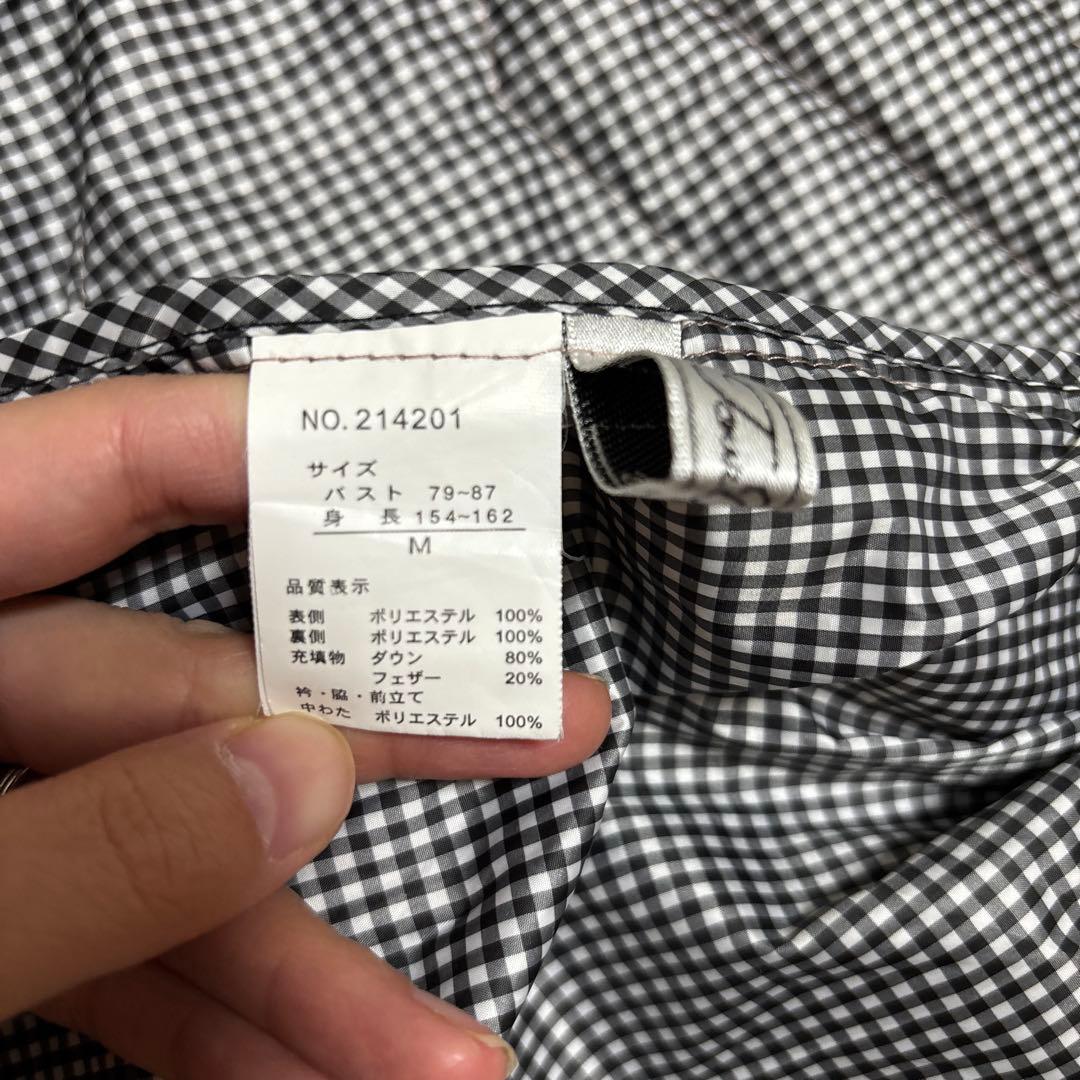 NO. 214201
サイズ
バスト 79~87
身 長 154~162
M
品質表示
表側 ポリエステル 100%
裏側 ポリエステル 100%
充填物 ダウン 80%
フェザー 20%
衿・脇・前立て
中わた ポリエステル 100%